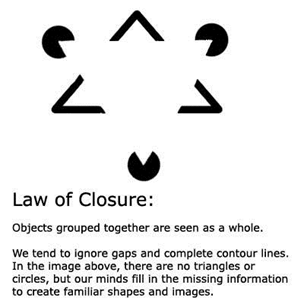 Law of Closure:
Objects grouped together are seen as a whole.
We tend to ignore gaps and complete contour lines.
In the image above, there are no triangles or
circles, but our minds fill in the missing information
to create familiar shapes and images.